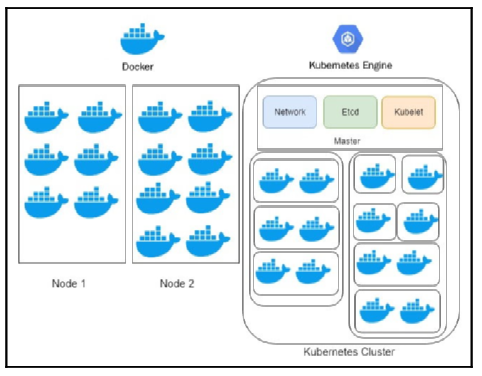 Docker
Kubernetes Engine
Network
Etcd
Kubelet
Master
Node 1
Node 2
Kubernetes Cluster